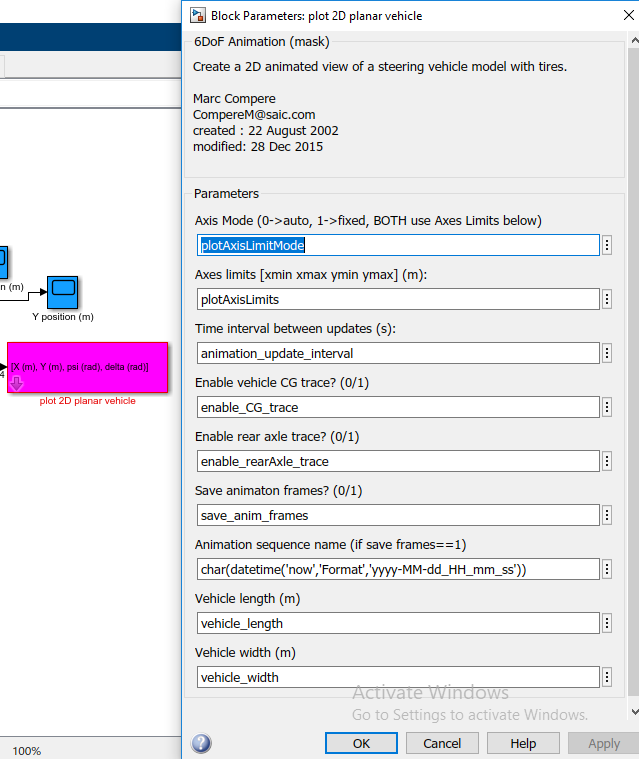 Block Parameters: plot 2D planar vehicle
6DoF Animation (mask)
Create a 2D animated view of a steering vehicle model with tires.
Marc Compere
CompereM@saic.com
created : 22 August 2002
modified: 28 Dec 2015
Parameters
Axis Mode (0->auto, 1->fixed, BOTH use Axes Limits below)
plotAxisLimitMode
Axes limits [xmin xmax ymin ymax] (m):
plotAxisLimits
Time interval between updates (s):
animation_update_interval
Enable vehicle CG trace? (0/1)
enable_CG_trace
Enable rear axle trace? (0/1)
enable_rearAxle_trace
Save animaton frames? (0/1)
save_anim_frames
Animation sequence name (if save frames==1)
char(datetime('now','Format','yyyy-MM-dd_HH_mm_ss'))
Vehicle length (m)
vehicle_length
Vehicle width (m)
vehicle_width
Activate Windows
Go to Settings to activate Windows.
OK
Cancel
Help
Apply
n (m)
Y position (m)
4
[X (m), Y (m), psi (rad), delta (rad)]
plot 2D planar vehicle
100%